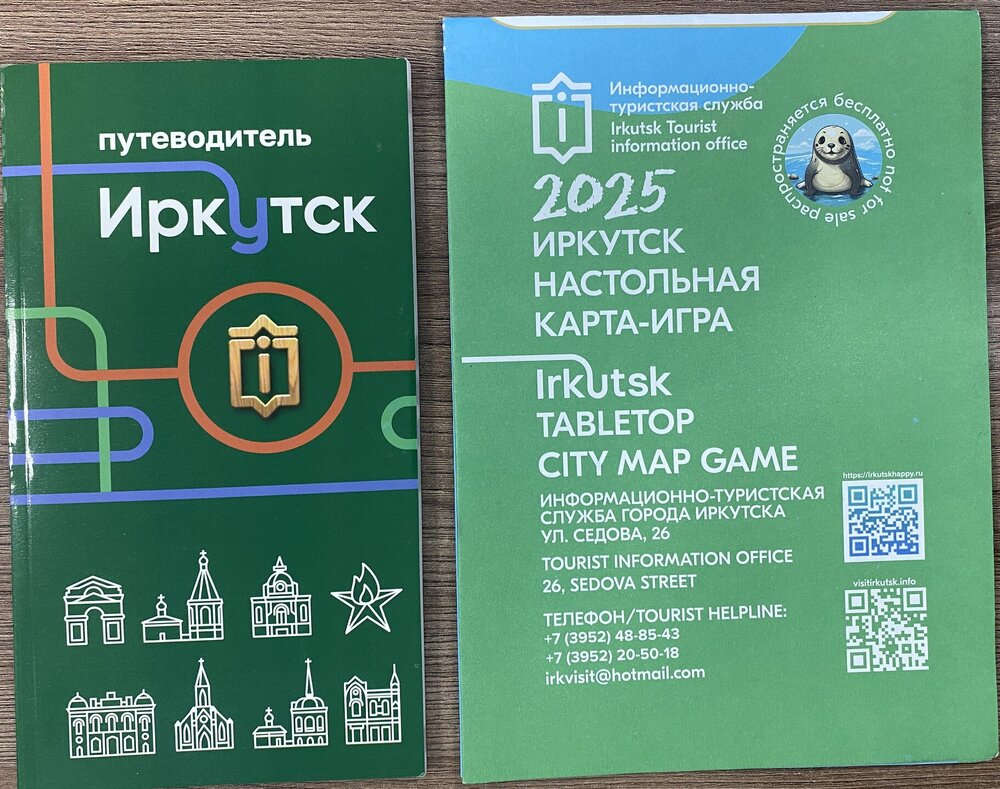 путеводитель
Иркутск
Информационно-
туристская служба
Irkutsk Tourist
information office
распространяется бесплатно not for sale
2025
ИРКУТСК
НАСТОЛЬНАЯ
КАРТА-ИГРА
Irkutsk
TABLETOP
CITY MAP GAME
ИНФОРМАЦИОННО-ТУРИСТСКАЯ
СЛУЖБА ГОРОДА ИРКУТСКА
УЛ. СЕДОВА, 26
TOURIST INFORMATION OFFICE
26, SEDOVA STREET
ТЕЛЕФОН/TOURIST HELPLINE:
+7 (3952) 48-85-43
+7 (3952) 20-50-18
irkvisit@hotmail.com
https://irkutskhappy.ru
visitirkutsk.info